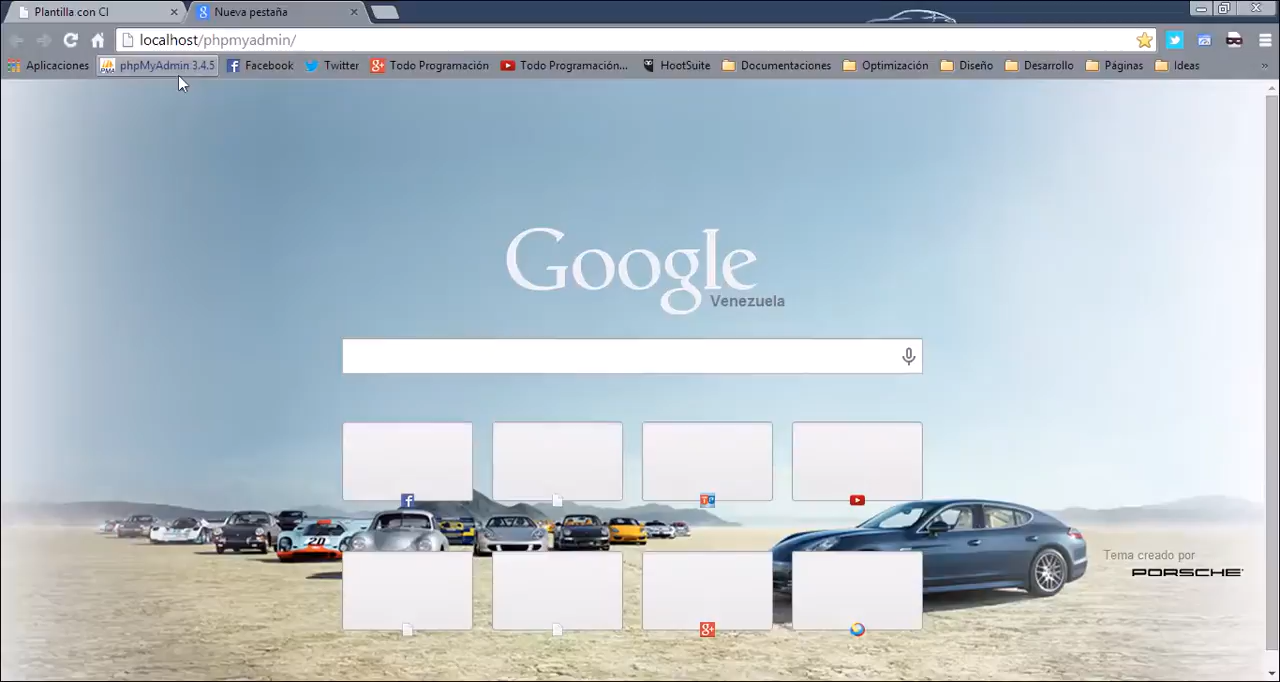 Plantilla con CI
Nueva pestaña
localhost/phpmyadmin/
Aplicaciones
phpMyAdmin 3.4.5
Facebook
Twitter
Todo Programación
Todo Programación...
HootSuite
Documentaciones
Optimización
Diseño
Desarrollo
Páginas
Ideas
»
Google
Venezuela
20
Tema creado por
PORSCHE